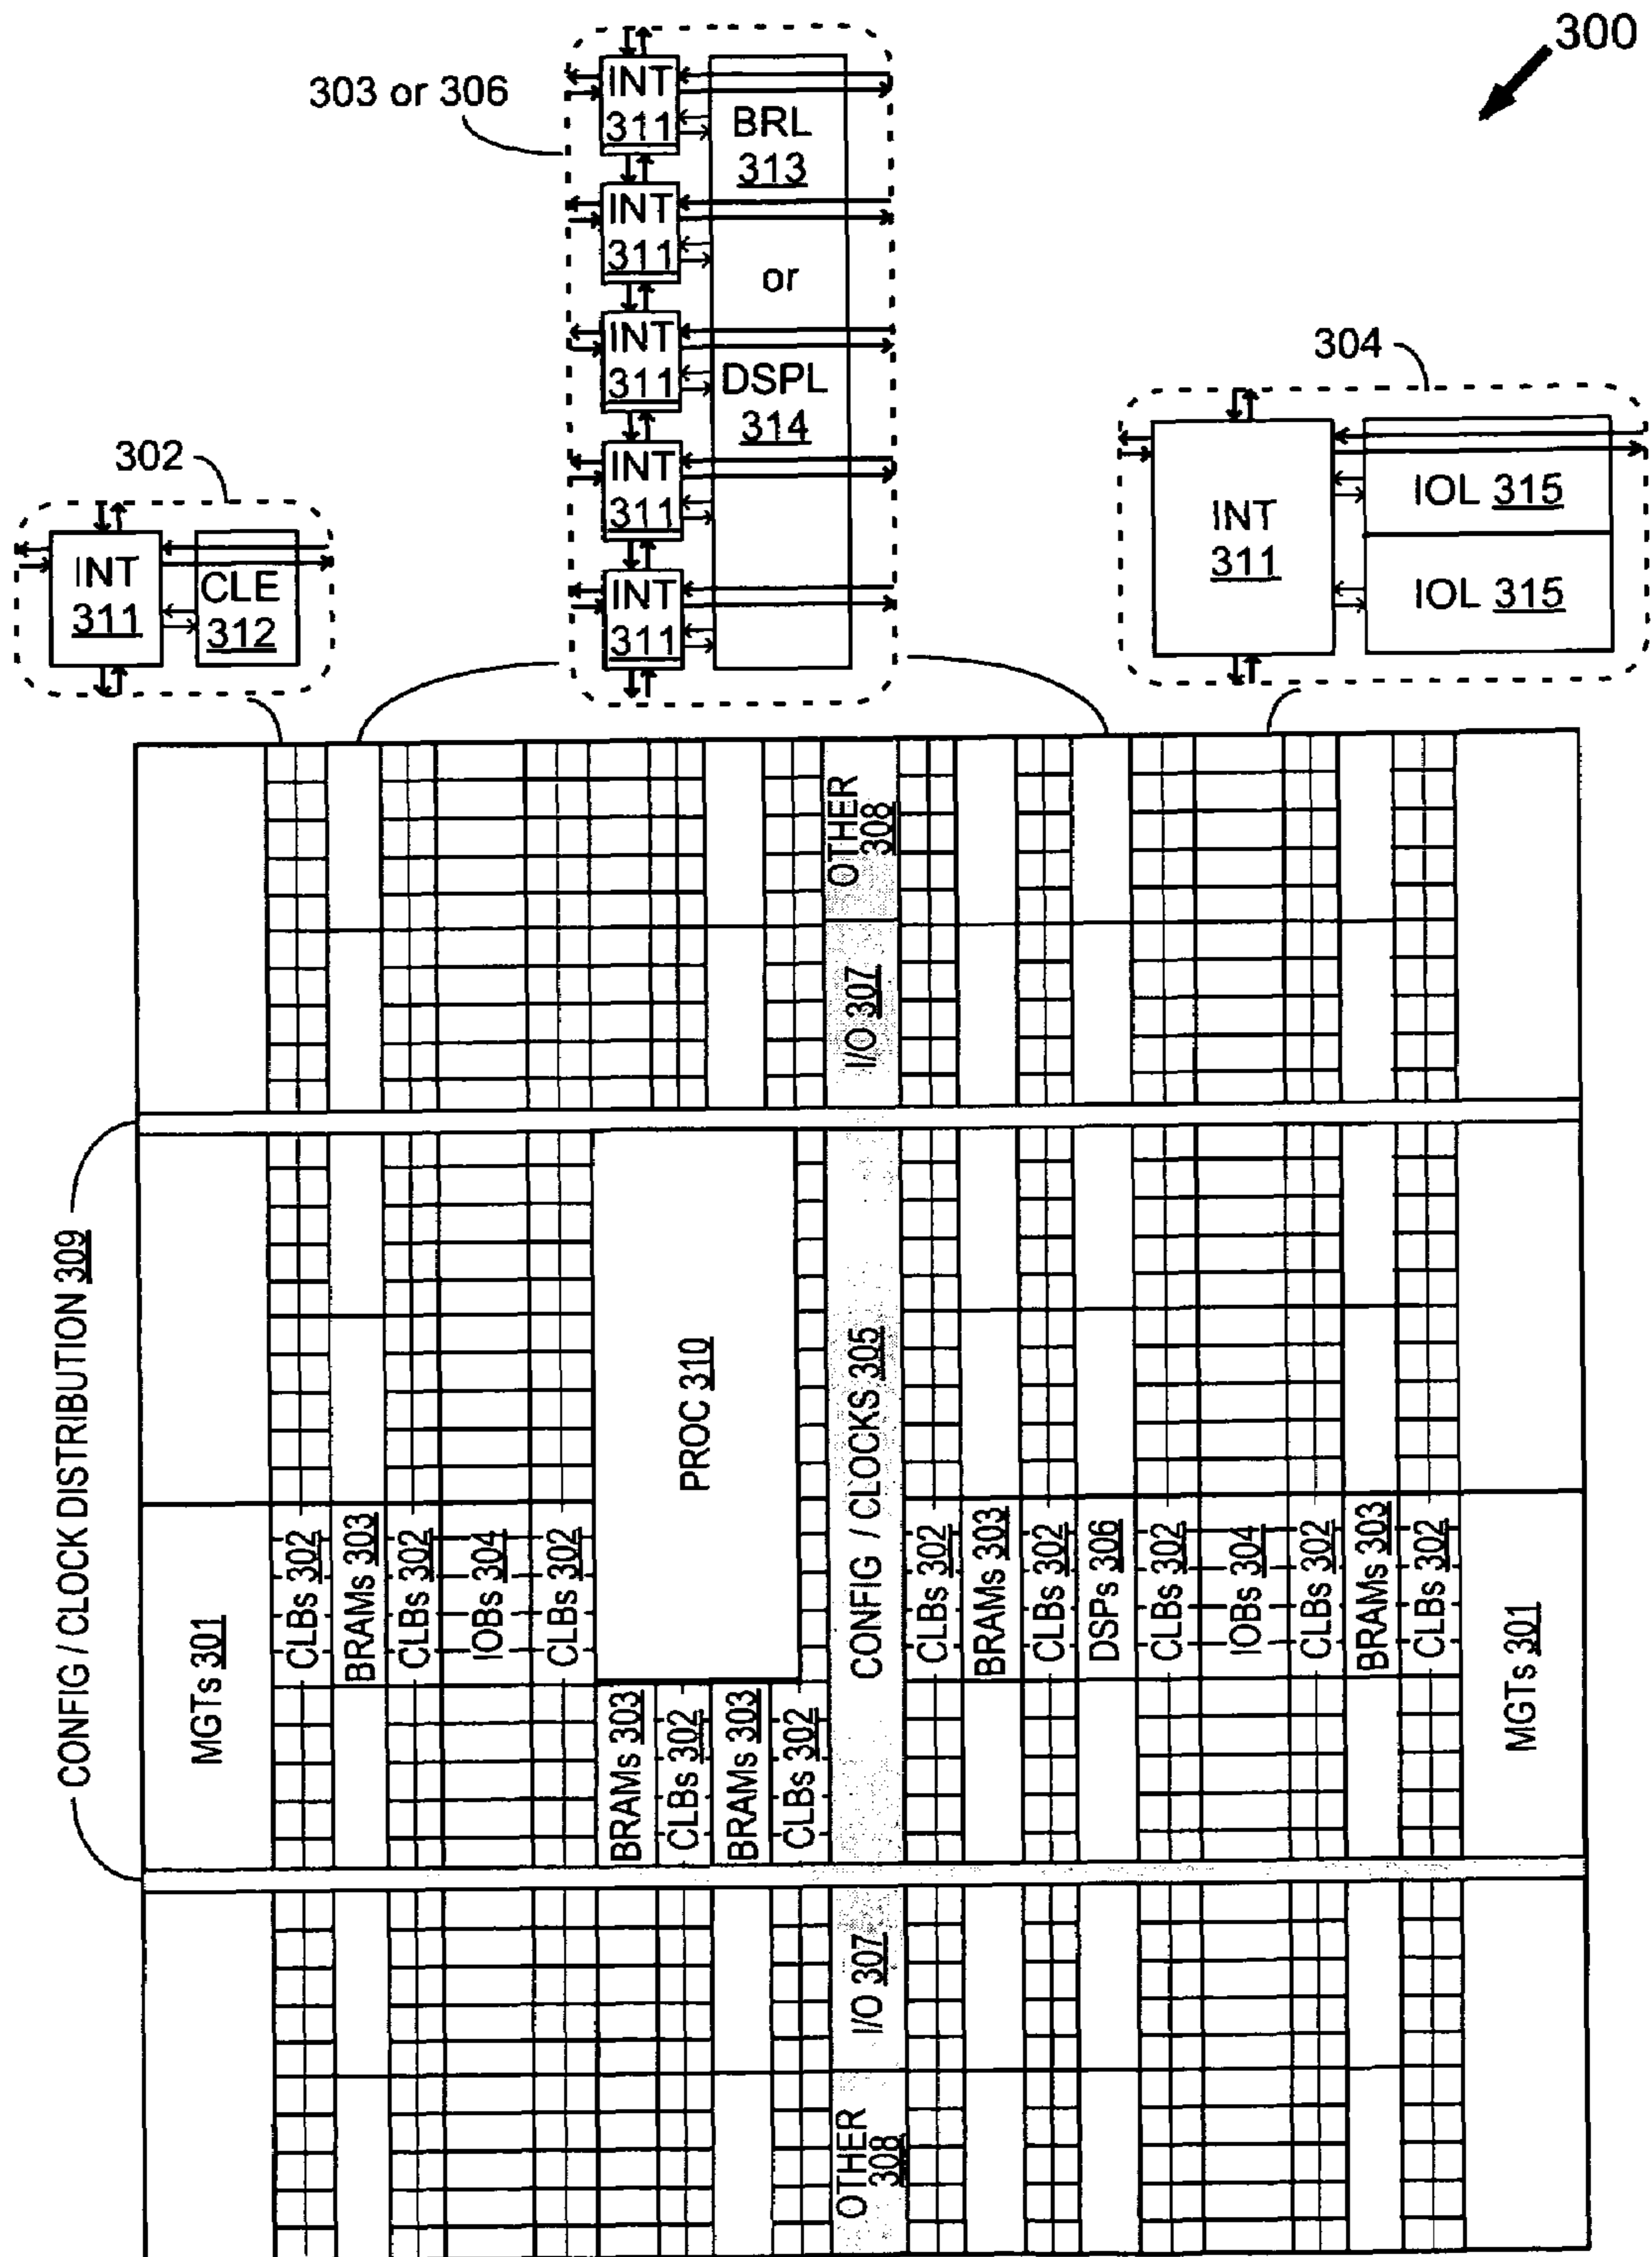 300
303 or 306
INT
311
BRL
313
INT
311
or
INT
311
DSPL
314
INT
311
INT
311
304
INT
311
IOL 315
IOL 315
302
INT
311
CLE
312
OTHER
308
I/O 307
CONFIG / CLOCK DISTRIBUTION 309
PROC 310
CONFIG / CLOCKS 305
MGTs 301
CLBs 302
BRAMs 303
CLBs 302
IOBs 304
CLBs 302
BRAMs 303
CLBs 302
BRAMs 303
CLBs 302
CLBs 302
BRAMs 303
CLBs 302
DSPs 306
CLBs 302
IOBs 304
CLBs 302
BRAMs 303
CLBs 302
MGTs 301
I/O 307
OTHER
308